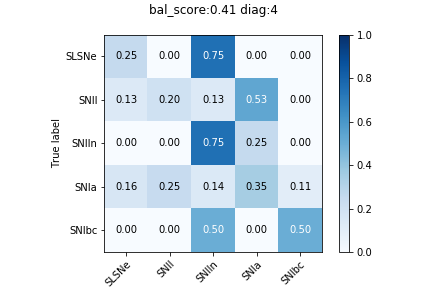 bal_score:0.41 diag:4
SLSNe 0.25 0.00 0.75 0.00 0.00
SNII 0.13 0.20 0.13 0.53 0.00
SNIIn 0.00 0.00 0.75 0.25 0.00
SNIa 0.16 0.25 0.14 0.35 0.11
SNIbc 0.00 0.00 0.50 0.00 0.50
True label
SLSNe SNII SNIIn SNIa SNIbc
1.0
0.8
0.6
0.4
0.2
0.0